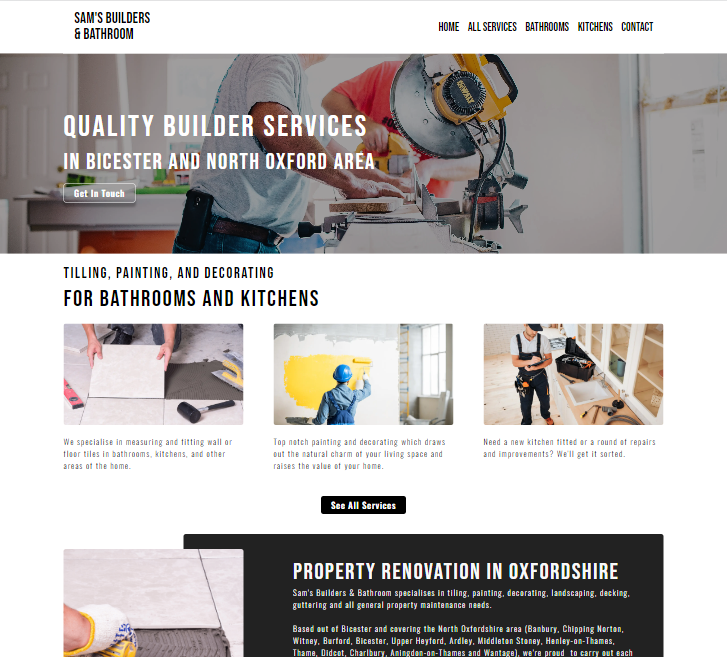 SAM'S BUILDERS
& BATHROOM
HOME ALL SERVICES BATHROOMS KITCHENS CONTACT
DEWALT
QUALITY BUILDER SERVICES
IN BICESTER AND NORTH OXFORD AREA
Get In Touch
TILLING, PAINTING, AND DECORATING
FOR BATHROOMS AND KITCHENS
We specialise in measuring and fitting wall or
floor tiles in bathrooms, kitchens, and other
areas of the home.
Top notch painting and decorating which draws
out the natural charm of your living space and
raises the value of your home.
Need a new kitchen fitted or a round of repairs
and improvements? We'll get it sorted.
See All Services
PROPERTY RENOVATION IN OXFORDSHIRE
Sam's Builders & Bathroom specialises in tiling, painting, decorating, landscaping, decking,
guttering and all general property maintenance needs.
Based out of Bicester and covering the North Oxfordshire area (Banbury, Chipping Norton,
Witney, Burford, Bicester, Upper Heyford, Ardley, Middleton Stoney, Henley-on-Thames,
Thame, Didcot, Charlbury, Aningdon-on-Thames and Wantage), we're proud to carry out each